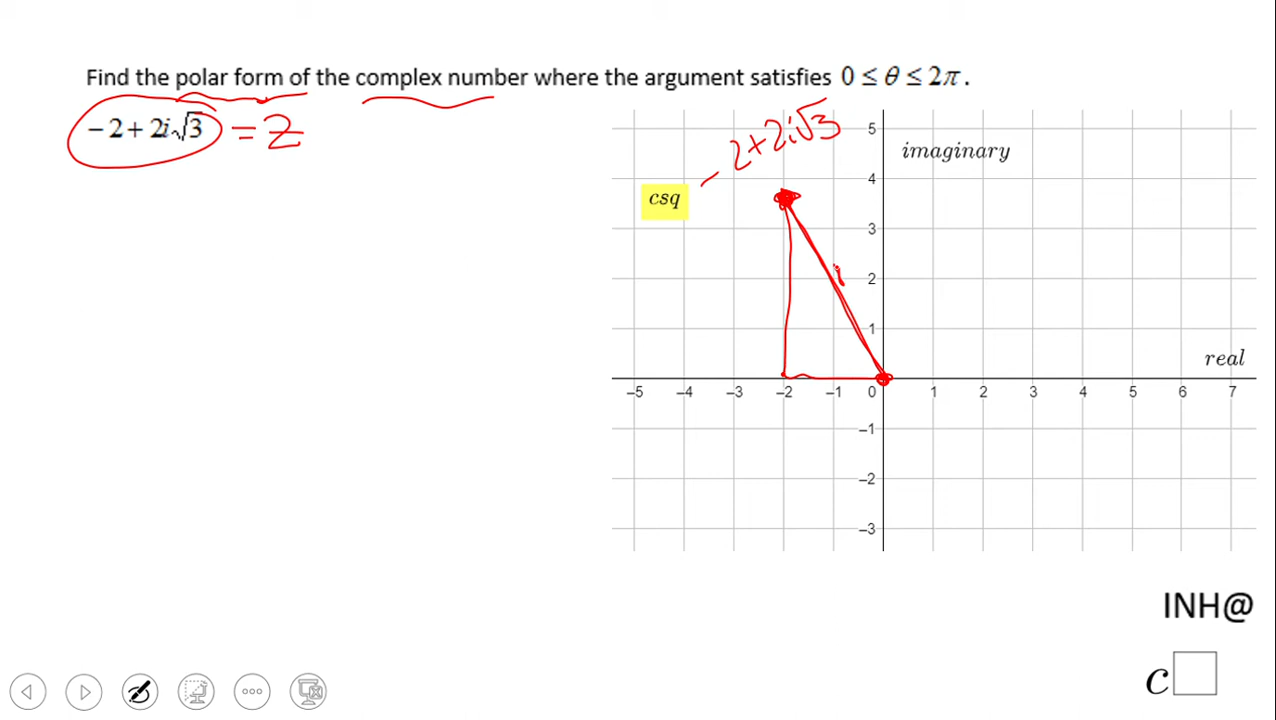 Find the polar form of the complex number where the argument satisfies 0 ≤ θ ≤ 2π.
−2+2i√3 = Z
−2+2i√3
csq
imaginary
real
5
4
3
2
1
−5 −4 −3 −2 −1 0 1 2 3 4 5 6 7
−1
−2
−3
r
INH@
c